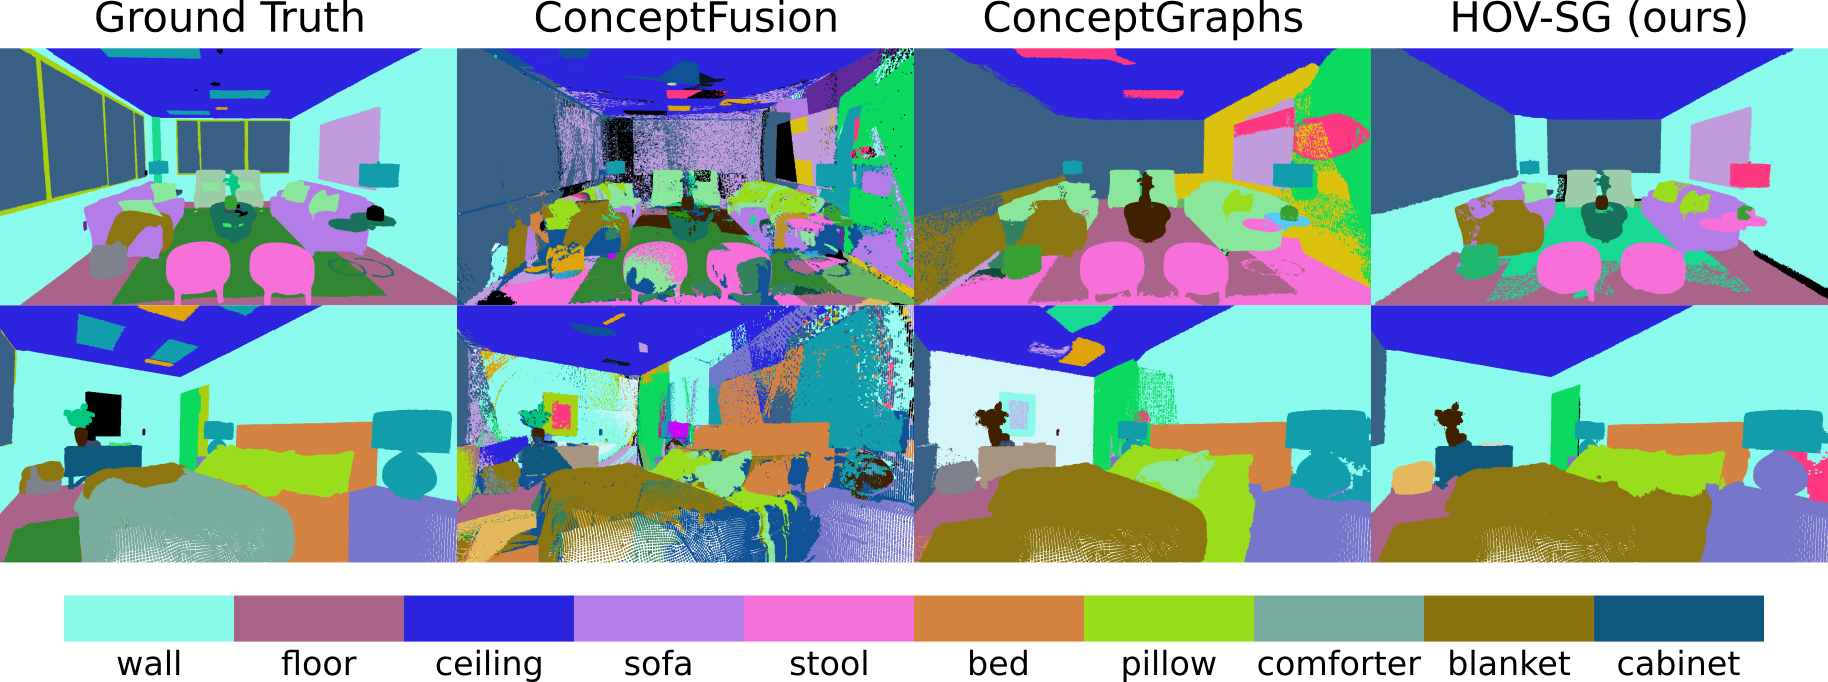 Ground Truth ConceptFusion ConceptGraphs HOV-SG (ours)
wall floor ceiling sofa stool bed pillow comforter blanket cabinet